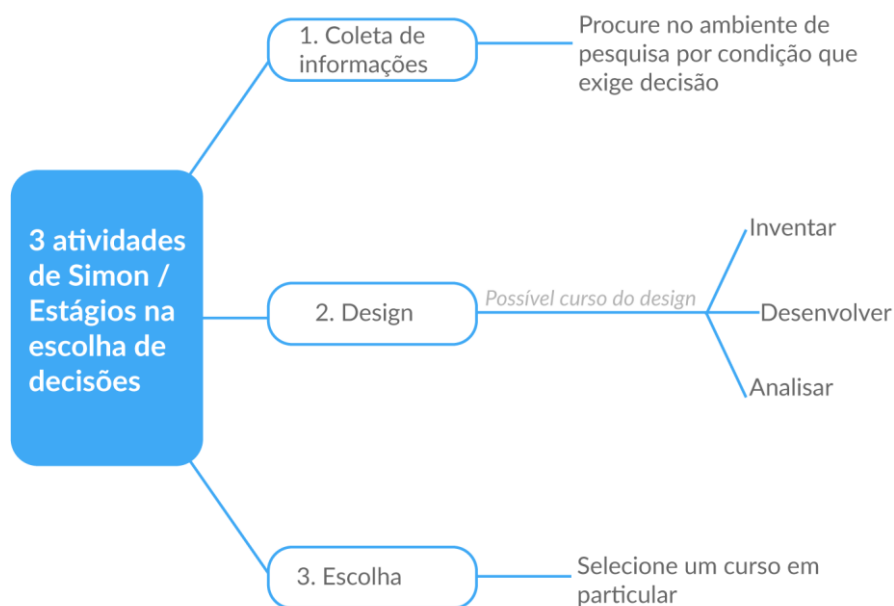 3 atividades
de Simon /
Estágios na
escolha de
decisões
1. Coleta de
informações
Procure no ambiente de
pesquisa por condição que
exige decisão
2. Design
Possível curso do design
Inventar
Desenvolver
Analisar
3. Escolha
Selecione um curso em
particular